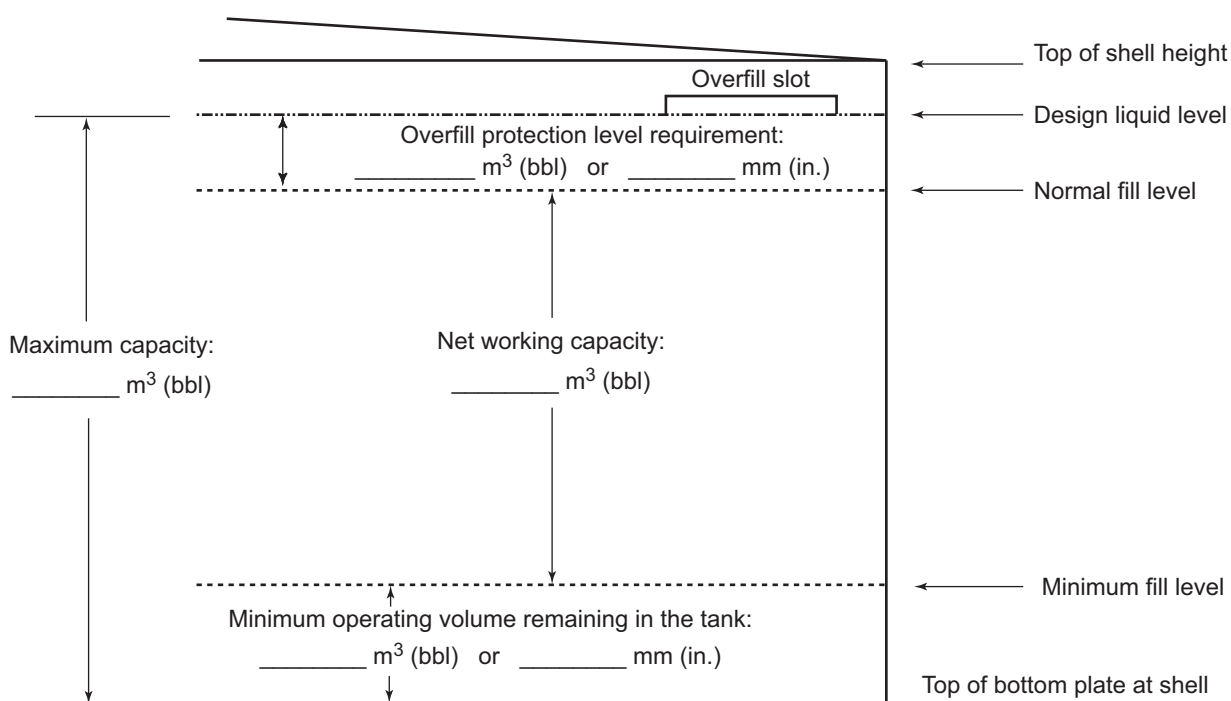 Top of shell height
Overfill slot
Design liquid level
Overfill protection level requirement:
_________ m³ (bbl) or ________ mm (in.)
Normal fill level
Maximum capacity:
________ m³ (bbl)
Net working capacity:
________ m³ (bbl)
Minimum fill level
Minimum operating volume remaining in the tank:
________ m³ (bbl) or ________ mm (in.)
Top of bottom plate at shell